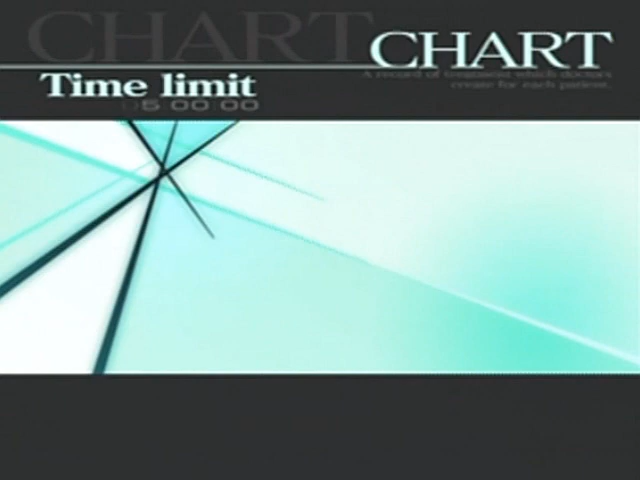 CHART
CHART
Time limit
A record of treatment which doctors
create for each patient.
05 00 00